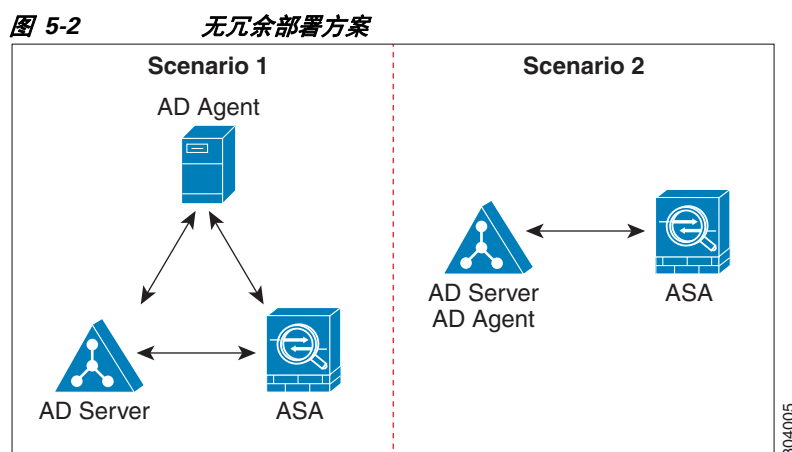 图 5-2 无冗余部署方案
Scenario 1
Scenario 2
AD Agent
AD Server
AD Agent
ASA
AD Server
ASA
304005